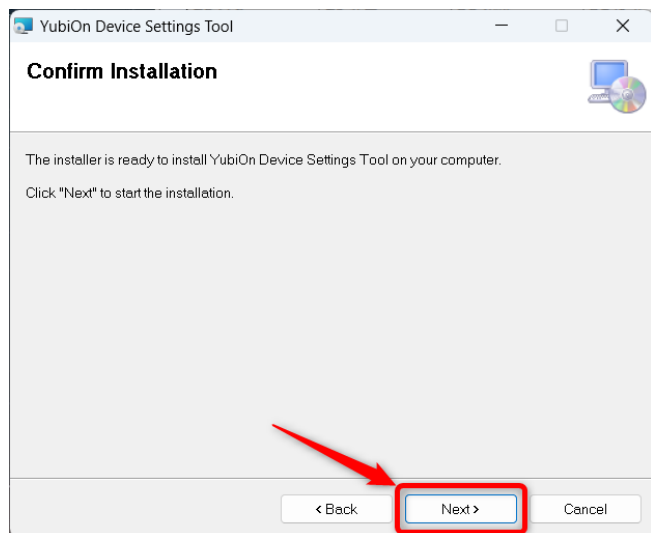 YubiOn Device Settings Tool
Confirm Installation
The installer is ready to install YubiOn Device Settings Tool on your computer.
Click "Next" to start the installation.
< Back
Next >
Cancel